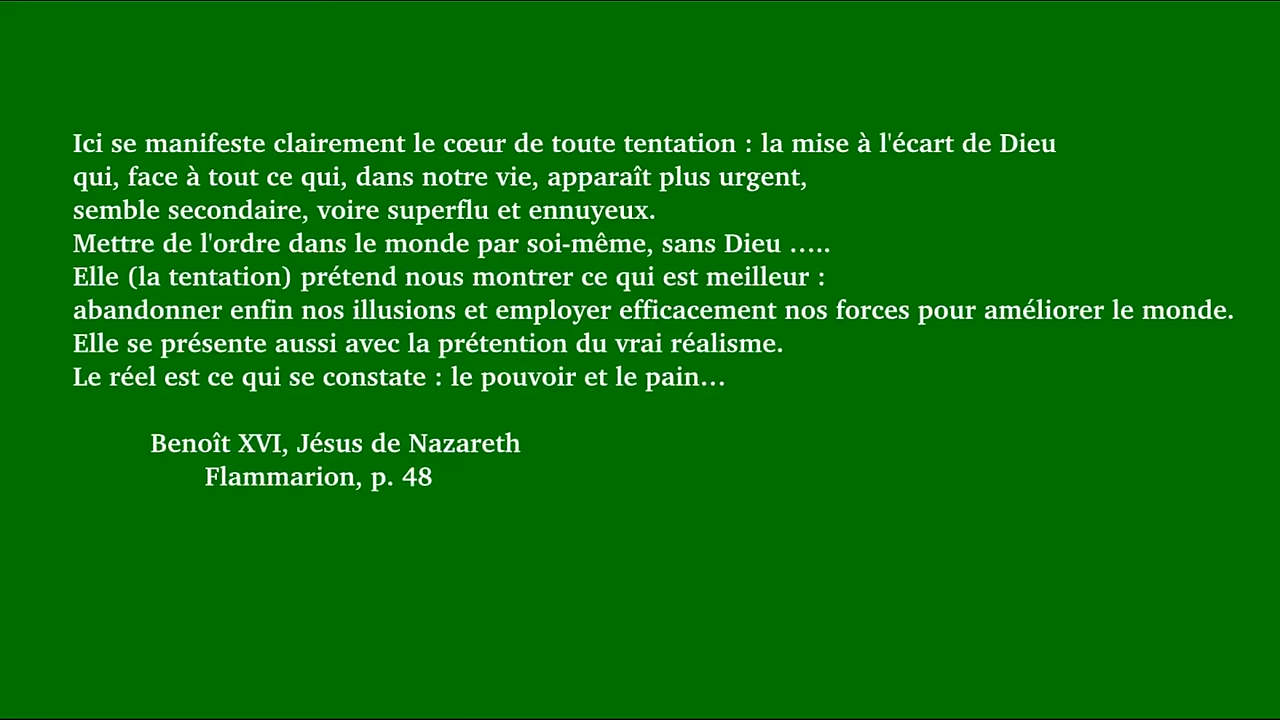 Ici se manifeste clairement le cœur de toute tentation : la mise à l'écart de Dieu
qui, face à tout ce qui, dans notre vie, apparaît plus urgent,
semble secondaire, voire superflu et ennuyeux.
Mettre de l'ordre dans le monde par soi-même, sans Dieu …..
Elle (la tentation) prétend nous montrer ce qui est meilleur :
abandonner enfin nos illusions et employer efficacement nos forces pour améliorer le monde.
Elle se présente aussi avec la prétention du vrai réalisme.
Le réel est ce qui se constate : le pouvoir et le pain…
Benoît XVI, Jésus de Nazareth
Flammarion, p. 48